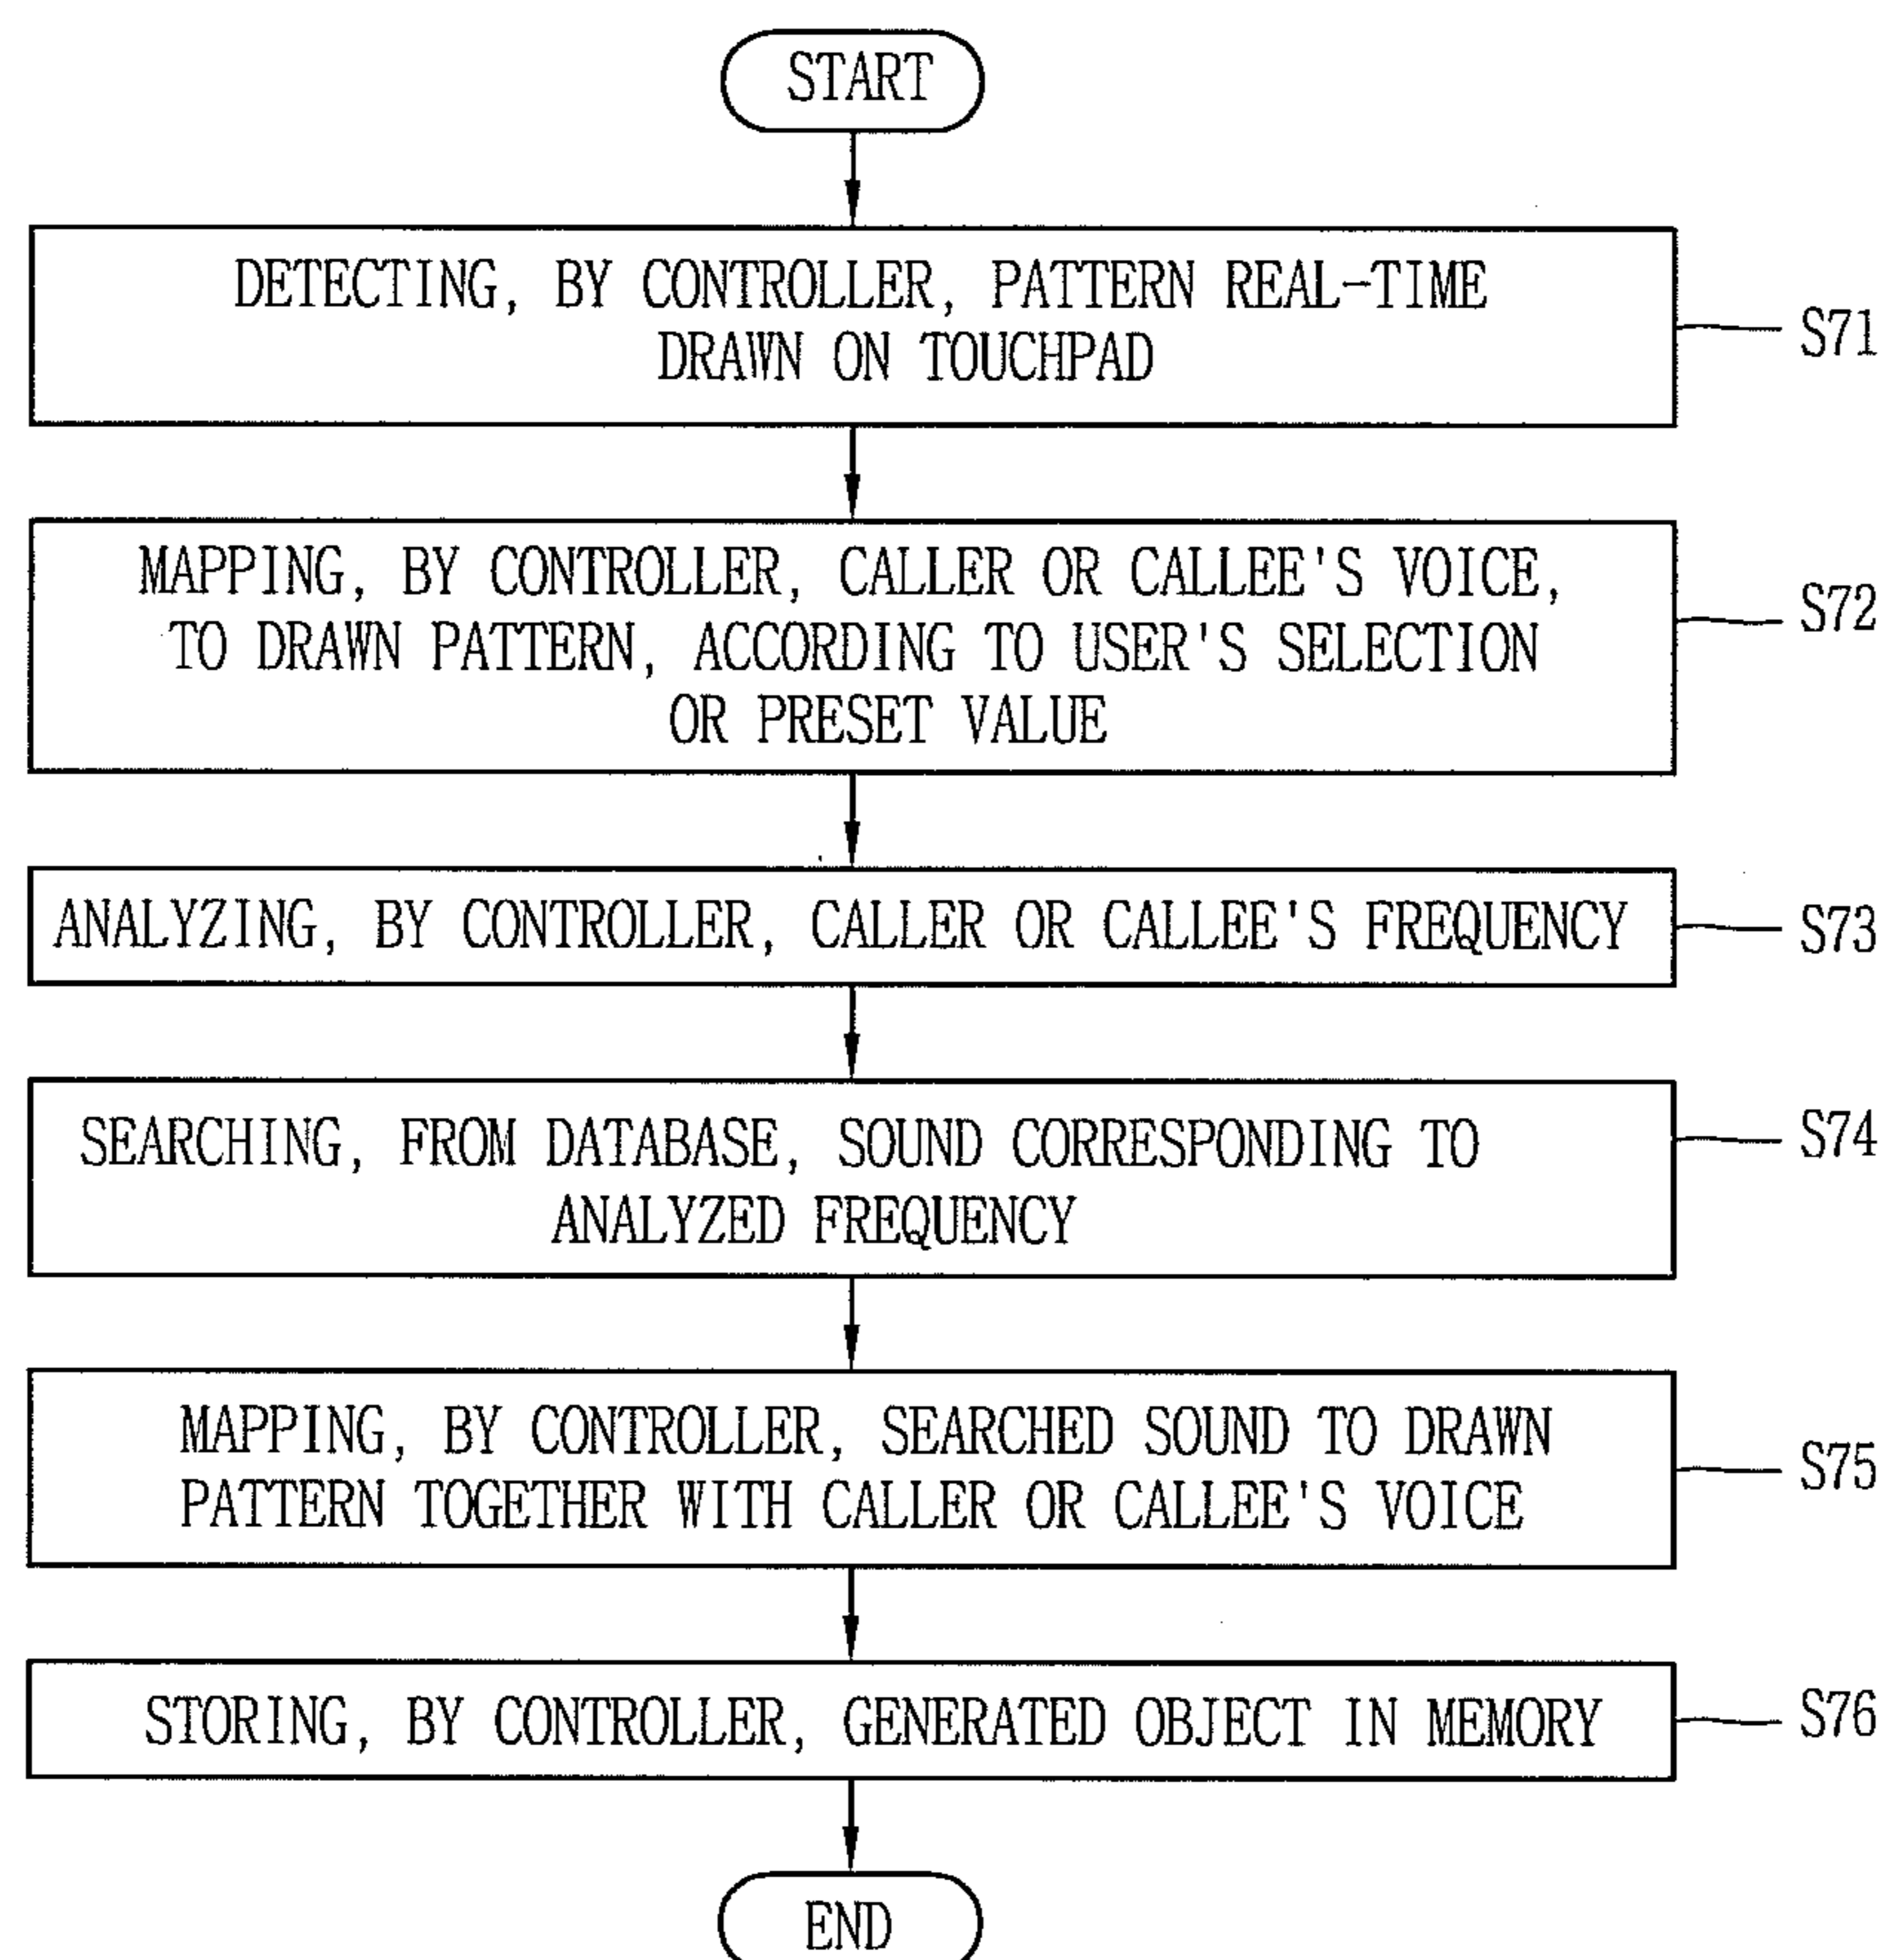 START
DETECTING, BY CONTROLLER, PATTERN REAL-TIME
DRAWN ON TOUCHPAD
S71
MAPPING, BY CONTROLLER, CALLER OR CALLEE'S VOICE,
TO DRAWN PATTERN, ACCORDING TO USER'S SELECTION
OR PRESET VALUE
S72
ANALYZING, BY CONTROLLER, CALLER OR CALLEE'S FREQUENCY
S73
SEARCHING, FROM DATABASE, SOUND CORRESPONDING TO
ANALYZED FREQUENCY
S74
MAPPING, BY CONTROLLER, SEARCHED SOUND TO DRAWN
PATTERN TOGETHER WITH CALLER OR CALLEE'S VOICE
S75
STORING, BY CONTROLLER, GENERATED OBJECT IN MEMORY
S76
END